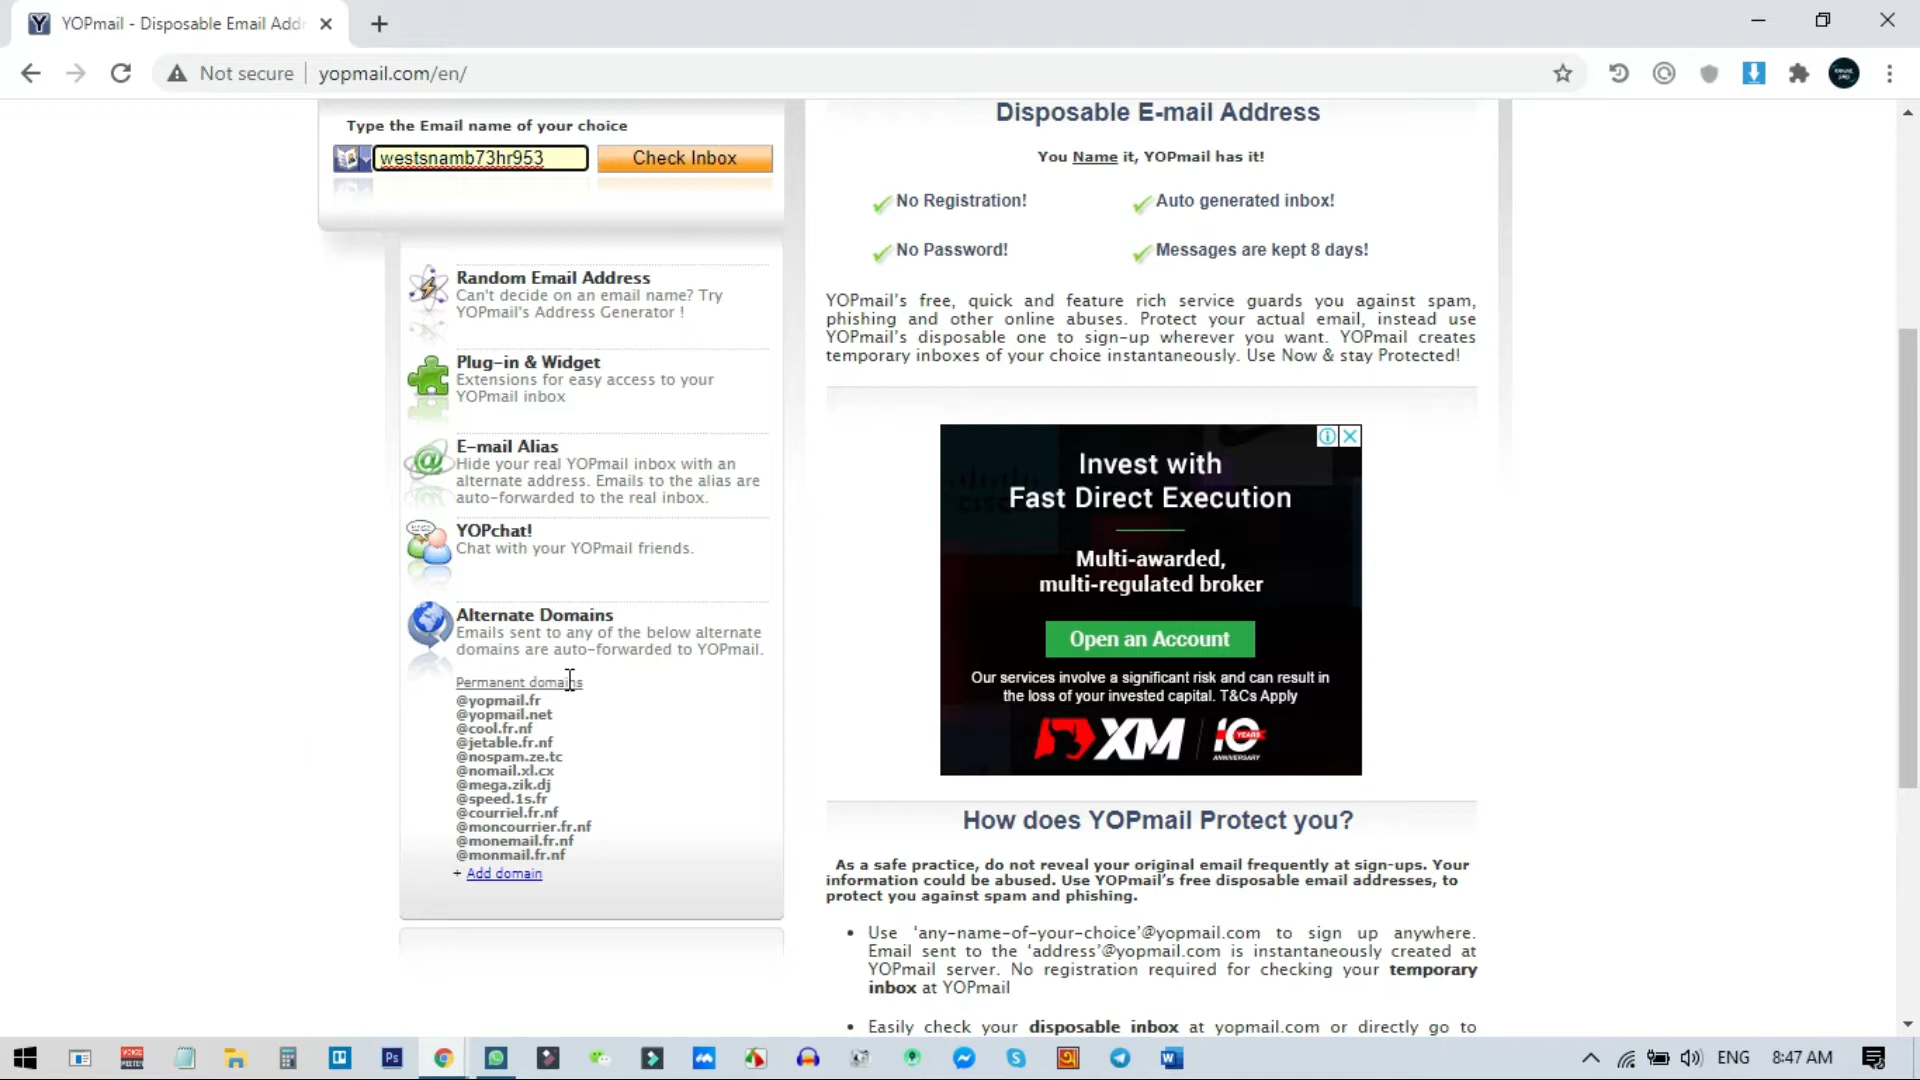 YOPmail - Disposable Email Addr
Not secure
yopmail.com/en/
Type the Email name of your choice
westsnamb73hr953
Check Inbox
Random Email Address
Can't decide on an email name? Try
YOPmail's Address Generator !
Plug-in & Widget
Extensions for easy access to your
YOPmail inbox
E-mail Alias
Hide your real YOPmail inbox with an
alternate address. Emails to the alias are
auto-forwarded to the real inbox.
YOPchat!
Chat with your YOPmail friends.
Alternate Domains
Emails sent to any of the below alternate
domains are auto-forwarded to YOPmail.
Permanent domains
@yopmail.fr
@yopmail.net
@cool.fr.nf
@jetable.fr.nf
@nospam.ze.tc
@nomail.xl.cx
@mega.zik.dj
@speed.1s.fr
@courriel.fr.nf
@moncourrier.fr.nf
@monemail.fr.nf
@monmail.fr.nf
+ Add domain
Disposable E-mail Address
You Name it, YOPmail has it!
No Registration!
Auto generated inbox!
No Password!
Messages are kept 8 days!
YOPmail's free, quick and feature rich service guards you against spam,
phishing and other online abuses. Protect your actual email, instead use
YOPmail's disposable one to sign-up wherever you want. YOPmail creates
temporary inboxes of your choice instantaneously. Use Now & stay Protected!
Invest with
Fast Direct Execution
Multi-awarded,
multi-regulated broker
Open an Account
Our services involve a significant risk and can result in
the loss of your invested capital. T&Cs Apply
XM
10
YEARS
ANNIVERSARY
How does YOPmail Protect you?
As a safe practice, do not reveal your original email frequently at sign-ups. Your
information could be abused. Use YOPmail's free disposable email addresses, to
protect you against spam and phishing.
• Use 'any-name-of-your-choice'@yopmail.com to sign up anywhere.
Email sent to the 'address'@yopmail.com is instantaneously created at
YOPmail server. No registration required for checking your temporary
inbox at YOPmail
• Easily check your disposable inbox at yopmail.com or directly go to
Ps
W
ENG
8:47 AM